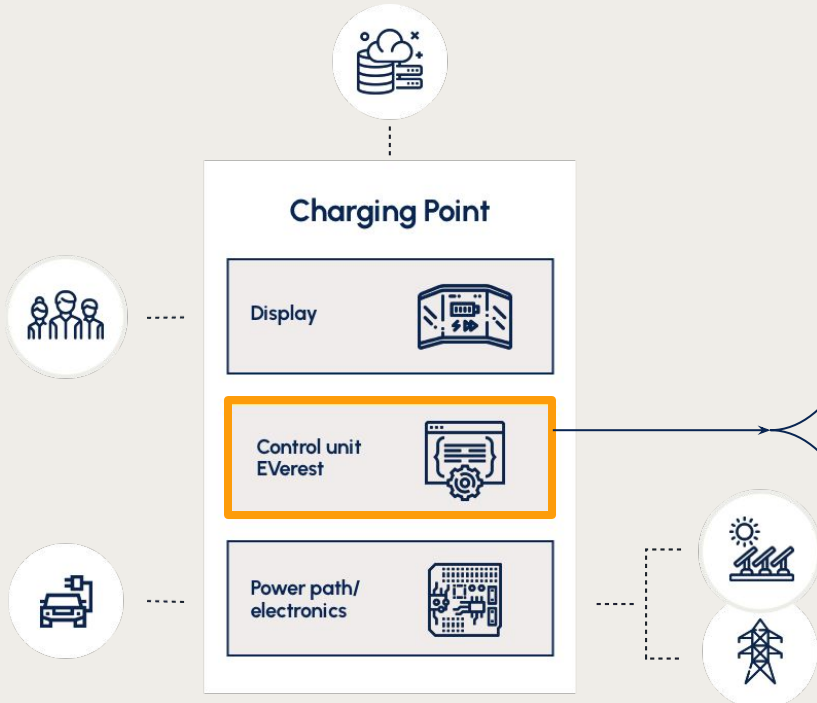 Charging Point
Display
Control unit
EVerest
Power path/
electronics